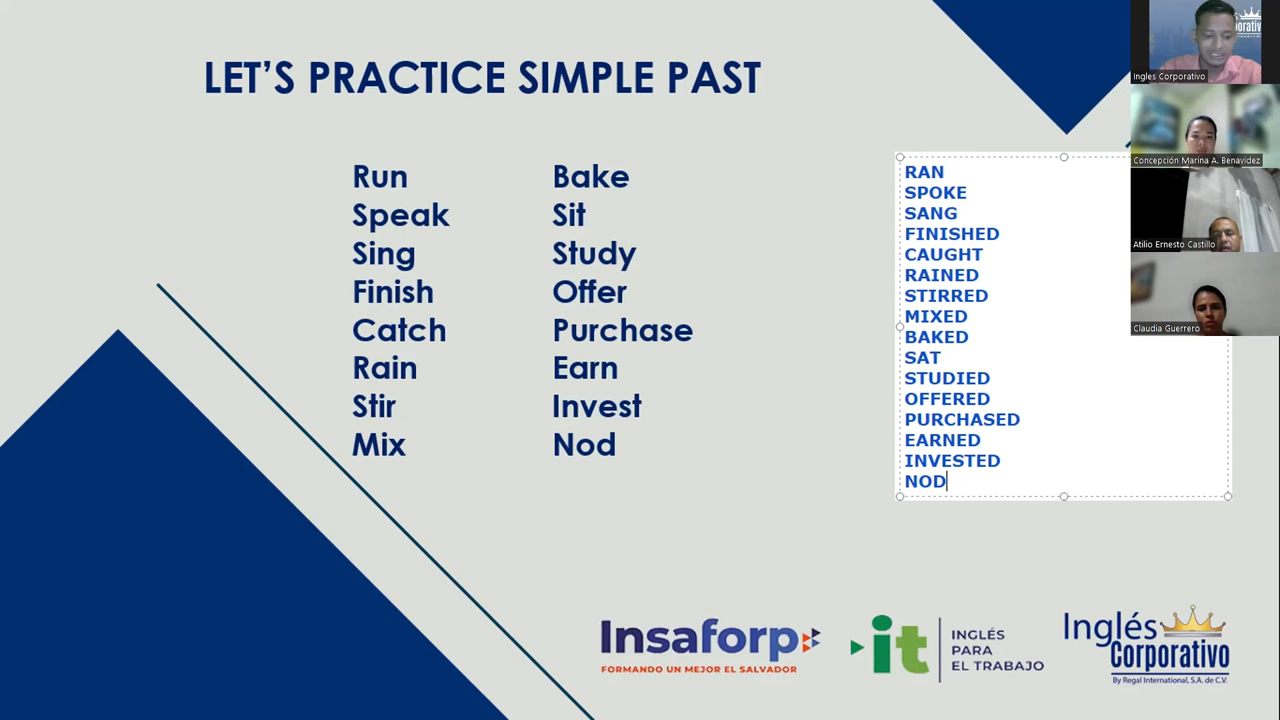 LET'S PRACTICE SIMPLE PAST
Run
Speak
Sing
Finish
Catch
Rain
Stir
Mix
Bake
Sit
Study
Offer
Purchase
Earn
Invest
Nod
RAN
SPOKE
SANG
FINISHED
CAUGHT
RAINED
STIRRED
MIXED
BAKED
SAT
STUDIED
OFFERED
PURCHASED
EARNED
INVESTED
NOD
Ingles Corporativo
Concepción Marina A. Benavidez
Atilio Ernesto Castillo
Claudia Guerrero
Insaforp
FORMANDO UN MEJOR EL SALVADOR
it
INGLÉS
PARA
EL TRABAJO
Inglés
Corporativo
By Regal International, S.A. de C.V.